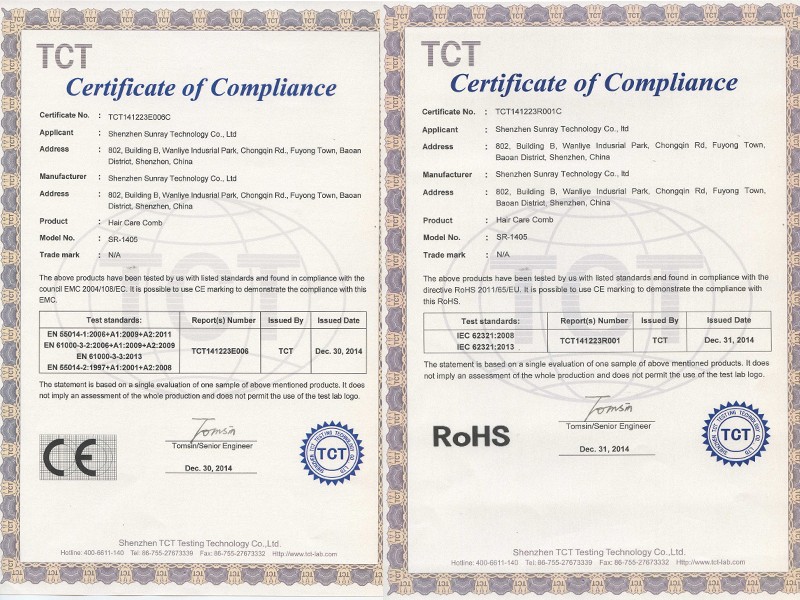 TCT
Certificate of Compliance
Certificate No. : TCT141223E006C
Applicant : Shenzhen Sunray Technology Co., Ltd
Address : 802, Building B, Wanliye Indusrial Park, Chongqin Rd., Fuyong Town, Baoan
District, Shenzhen, China
Manufacturer : Shenzhen Sunray Technology Co., Ltd
Address : 802, Building B, Wanliye Indusrial Park, Chongqin Rd., Fuyong Town, Baoan
District, Shenzhen, China
Product : Hair Care Comb
Model No. : SR-1405
Trade mark : N/A
The above products have been tested by us with listed standards and found in compliance with the
council EMC 2004/108/EC. It is possible to use CE marking to demonstrate the compliance with this
EMC.
Test standards: Report(s) Number Issued By Issued Date
EN 55014-1:2006+A1:2009+A2:2011
EN 61000-3-2:2006+A1:2009+A2:2009
EN 61000-3-3:2013
EN 55014-2:1997+A1:2001+A2:2008
TCT141223E006 TCT Dec. 30, 2014
The statement is based on a single evaluation of one sample of above mentioned products. It does
not imply an assessment of the whole production and does not permit the use of the test lab logo.
CE
Tomsin
Tomsin/Senior Engineer
Dec. 30, 2014
SHENZHEN TCT TESTING TECHNOLOGY CO., LTD
TCT
Shenzhen TCT Testing Technology Co.,Ltd.
Hotline: 400-6611-140 Tel: 86-755-27673339 Fax: 86-755-27673332 Http://www.tct-lab.com
TCT
Certificate of Compliance
Certificate No. : TCT141223R001C
Applicant : Shenzhen Sunray Technology Co., ltd
Address : 802, Building B, Wanliye Indusrial Park, Chongqin Rd, Fuyong Town,
Baoan District, Shenzhen, China
Manufacturer : Shenzhen Sunray Technology Co., ltd
Address : 802, Building B, Wanliye Indusrial Park, Chongqin Rd, Fuyong Town,
Baoan District, Shenzhen, China
Product : Hair Care Comb
Model No. : SR-1405
Trade mark : N/A
The above products have been tested by us with listed standards and found in compliance with the
directive RoHS 2011/65/EU. It is possible to use CE marking to demonstrate the compliance with
this RoHS.
Test standards: Report(s) Number Issued By Issued Date
IEC 62321:2008
IEC 62321:2013
TCT141223R001 TCT Dec. 31, 2014
The statement is based on a single evaluation of one sample of above mentioned products. It does
not imply an assessment of the whole production and does not permit the use of the test lab logo.
RoHS
Tomsin
Tomsin/Senior Engineer
Dec. 31, 2014
SHENZHEN TCT TESTING TECHNOLOGY CO., LTD
TCT
Shenzhen TCT Testing Technology Co.,Ltd.
Hotline: 400-6611-140 Tel: 86-755-27673339 Fax: 86-755-27673332 Http://www.tct-lab.com